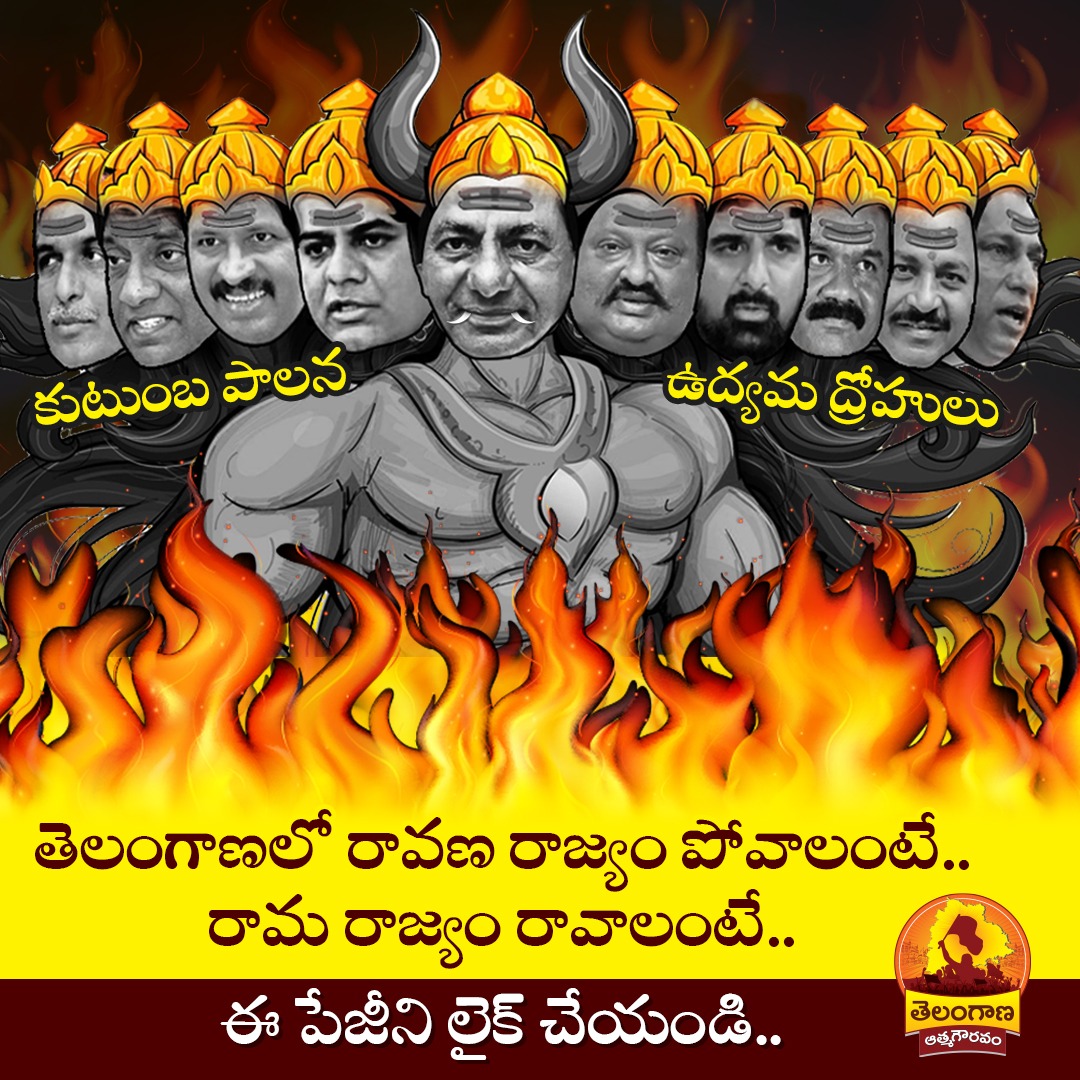 కుటుంబ పాలన
ఉద్యమ ద్రోహులు
తెలంగాణలో రావణ రాజ్యం పోవాలంటే..
రామ రాజ్యం రావాలంటే..
ఈ పేజీని లైక్ చేయండి..
తెలంగాణ
ఆత్మగౌరవం